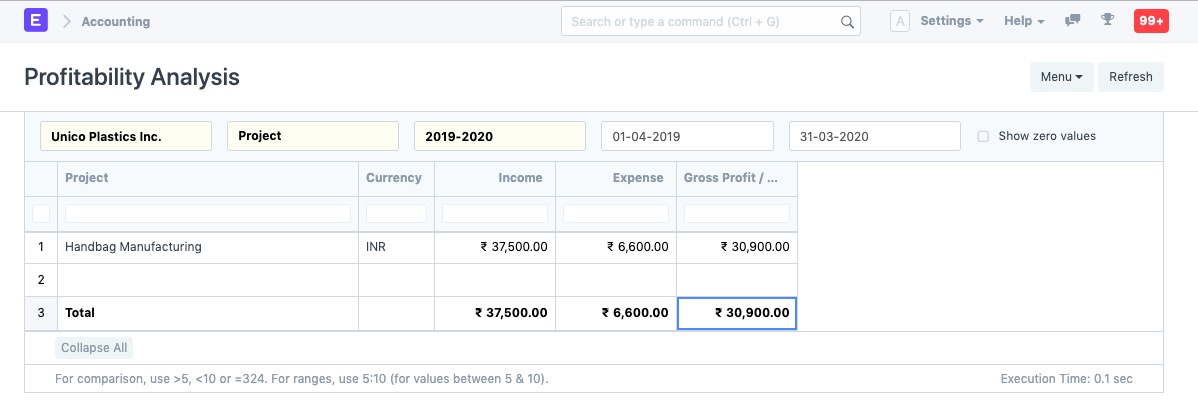 E > Accounting Search or type a command (Ctrl + G) A Settings Help 99+
Profitability Analysis Menu Refresh
Unico Plastics Inc. Project 2019-2020 01-04-2019 31-03-2020 Show zero values
Project Currency Income Expense Gross Profit / ...
1 Handbag Manufacturing INR ₹ 37,500.00 ₹ 6,600.00 ₹ 30,900.00
2
3 Total ₹ 37,500.00 ₹ 6,600.00 ₹ 30,900.00
Collapse All
For comparison, use >5, <10 or =324. For ranges, use 5:10 (for values between 5 & 10). Execution Time: 0.1 sec